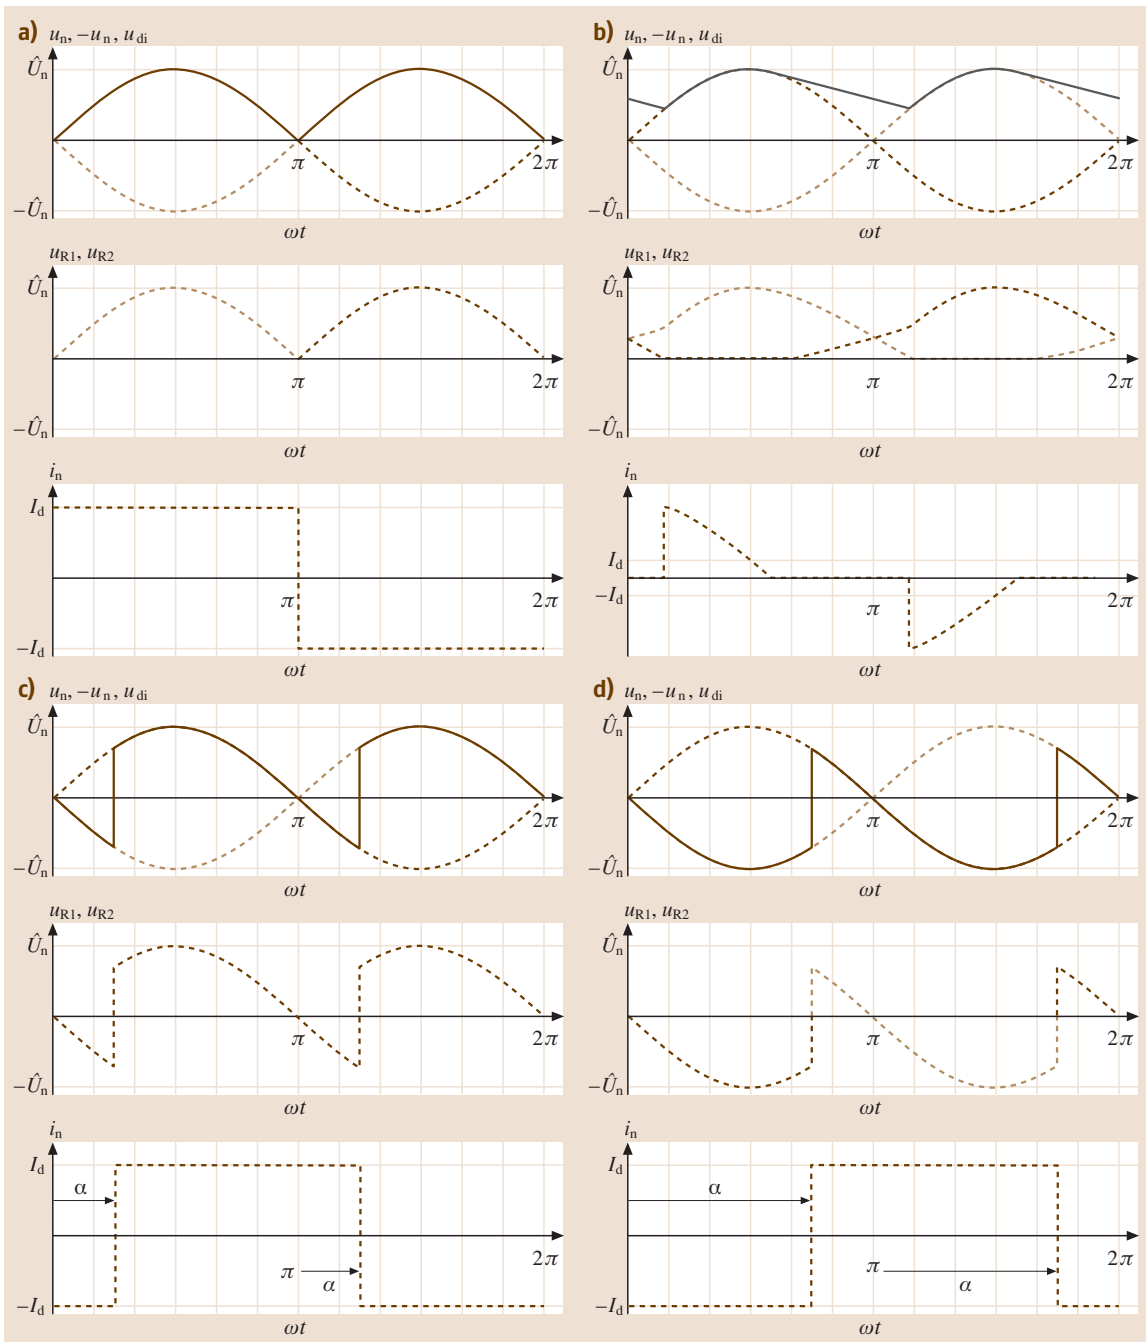 a) uₙ, −uₙ, u_di
Ûₙ
π
2π
−Ûₙ
ωt
u_R1, u_R2
Ûₙ
π
2π
−Ûₙ
ωt
iₙ
I_d
π
2π
−I_d
ωt
b) uₙ, −uₙ, u_di
Ûₙ
π
2π
−Ûₙ
ωt
u_R1, u_R2
Ûₙ
π
2π
−Ûₙ
ωt
iₙ
I_d
−I_d
π
2π
ωt
c) uₙ, −uₙ, u_di
Ûₙ
π
2π
−Ûₙ
ωt
u_R1, u_R2
Ûₙ
π
2π
−Ûₙ
ωt
iₙ
I_d
α
2π
π
α
−I_d
ωt
d) uₙ, −uₙ, u_di
Ûₙ
π
2π
−Ûₙ
ωt
u_R1, u_R2
Ûₙ
π
2π
−Ûₙ
ωt
iₙ
I_d
α
2π
π
α
−I_d
ωt